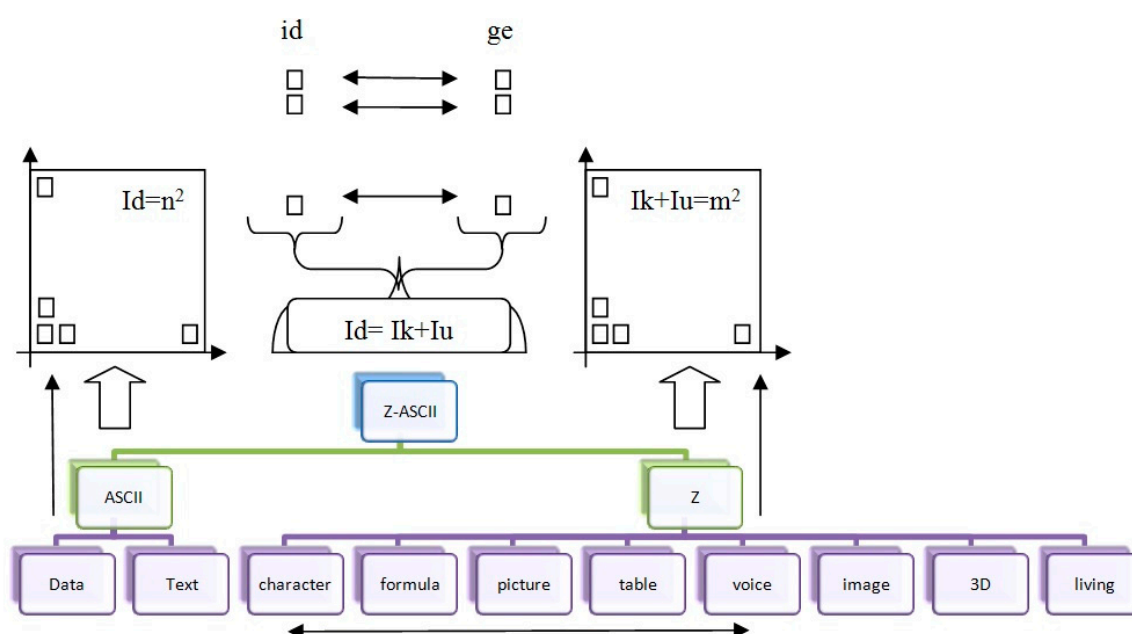 id ge
Id=n²
Ik+Iu=m²
Id= Ik+Iu
Z-ASCII
ASCII Z
Data Text character formula picture table voice image 3D living